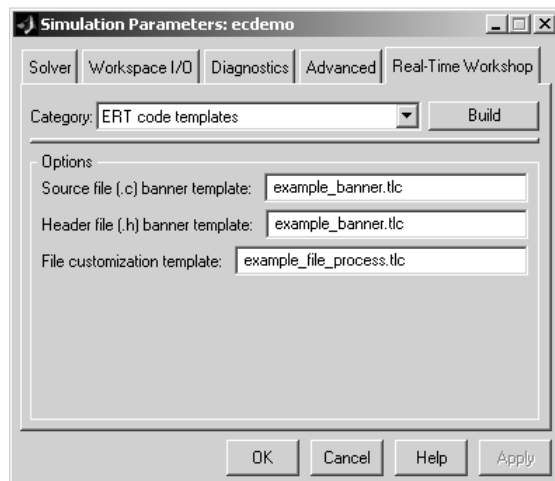 Simulation Parameters: ecdemo
Solver Workspace I/O Diagnostics Advanced Real-Time Workshop
Category: ERT code templates Build
Options
Source file (.c) banner template: example_banner.tlc
Header file (.h) banner template: example_banner.tlc
File customization template: example_file_process.tlc
OK Cancel Help Apply